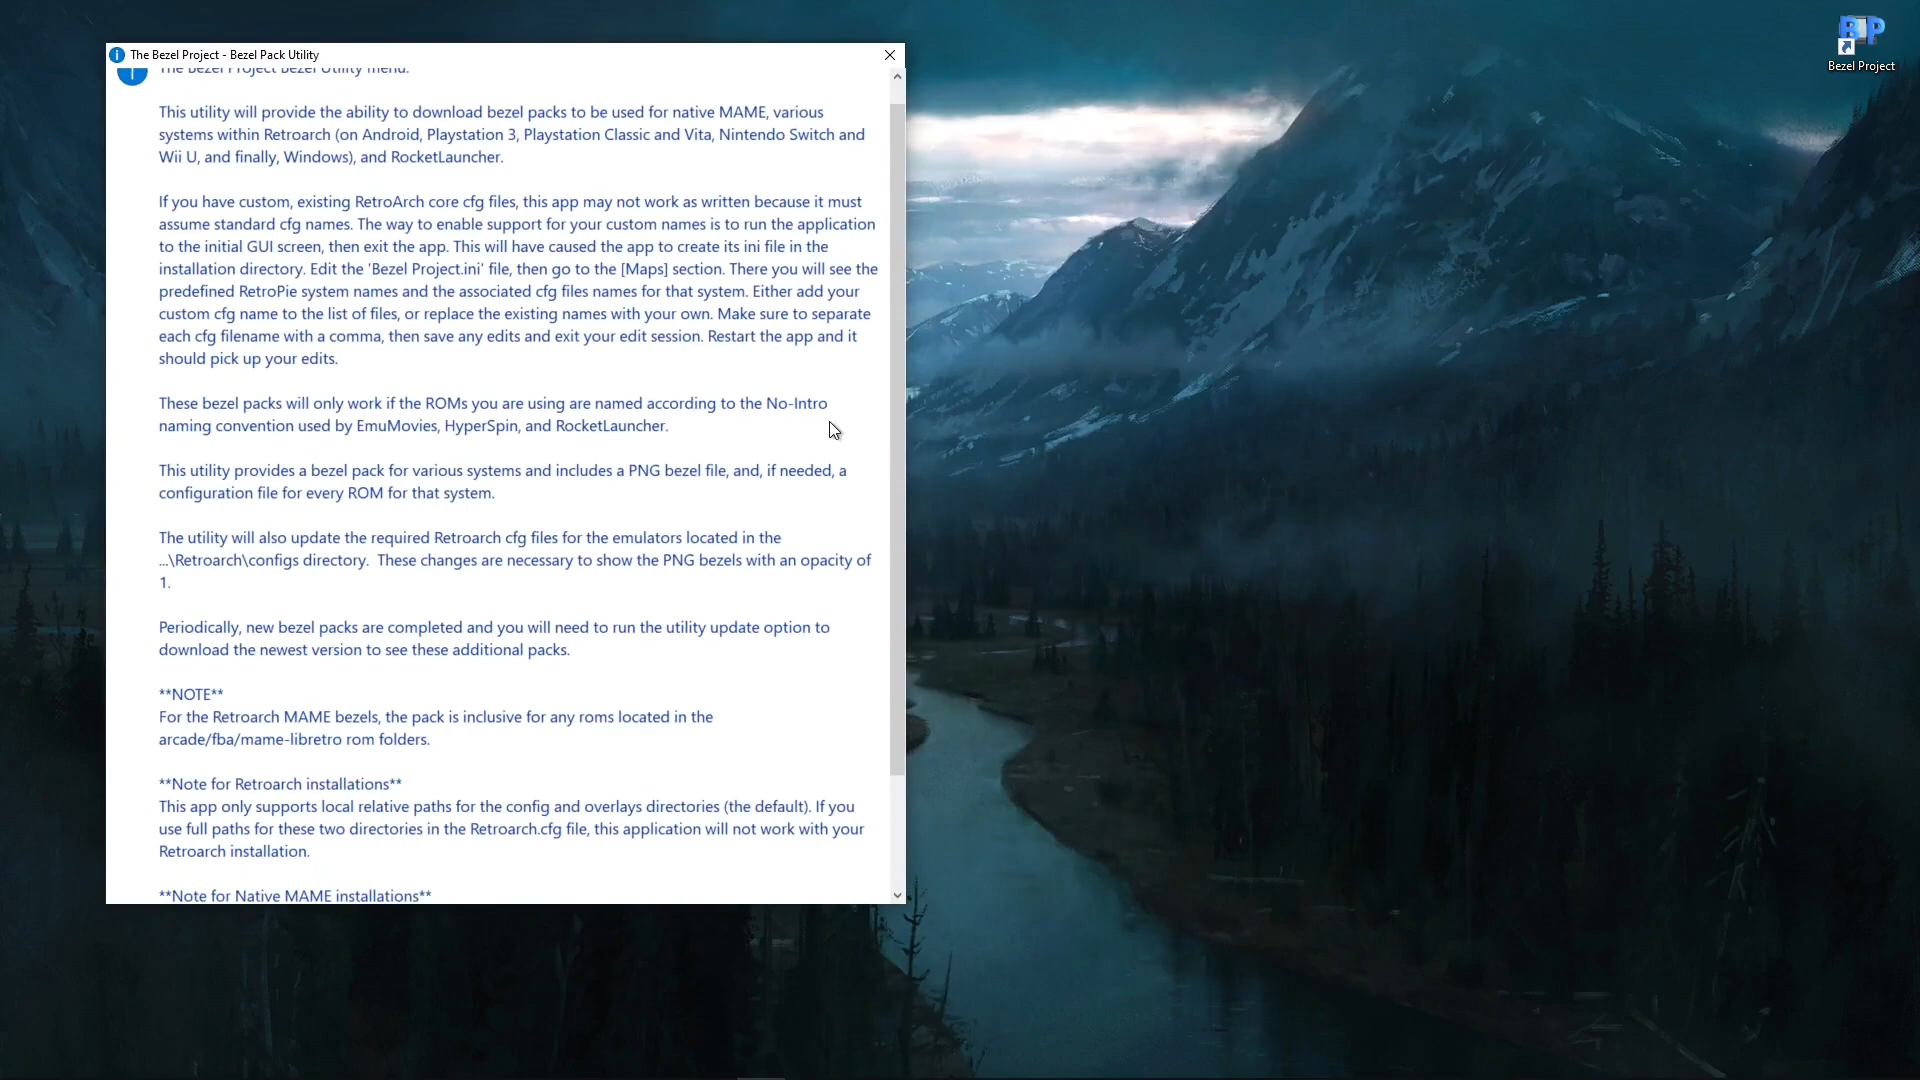 The Bezel Project - Bezel Pack Utility
The Bezel Project Bezel Utility menu.
This utility will provide the ability to download bezel packs to be used for native MAME, various
systems within Retroarch (on Android, Playstation 3, Playstation Classic and Vita, Nintendo Switch and
Wii U, and finally, Windows), and RocketLauncher.
If you have custom, existing RetroArch core cfg files, this app may not work as written because it must
assume standard cfg names. The way to enable support for your custom names is to run the application
to the initial GUI screen, then exit the app. This will have caused the app to create its ini file in the
installation directory. Edit the 'Bezel Project.ini' file, then go to the [Maps] section. There you will see the
predefined RetroPie system names and the associated cfg files names for that system. Either add your
custom cfg name to the list of files, or replace the existing names with your own. Make sure to separate
each cfg filename with a comma, then save any edits and exit your edit session. Restart the app and it
should pick up your edits.
These bezel packs will only work if the ROMs you are using are named according to the No-Intro
naming convention used by EmuMovies, HyperSpin, and RocketLauncher.
This utility provides a bezel pack for various systems and includes a PNG bezel file, and, if needed, a
configuration file for every ROM for that system.
The utility will also update the required Retroarch cfg files for the emulators located in the
...\Retroarch\configs directory.  These changes are necessary to show the PNG bezels with an opacity of
1.
Periodically, new bezel packs are completed and you will need to run the utility update option to
download the newest version to see these additional packs.
**NOTE**
For the Retroarch MAME bezels, the pack is inclusive for any roms located in the
arcade/fba/mame-libretro rom folders.
**Note for Retroarch installations**
This app only supports local relative paths for the config and overlays directories (the default). If you
use full paths for these two directories in the Retroarch.cfg file, this application will not work with your
Retroarch installation.
**Note for Native MAME installations**
BP
Bezel Project